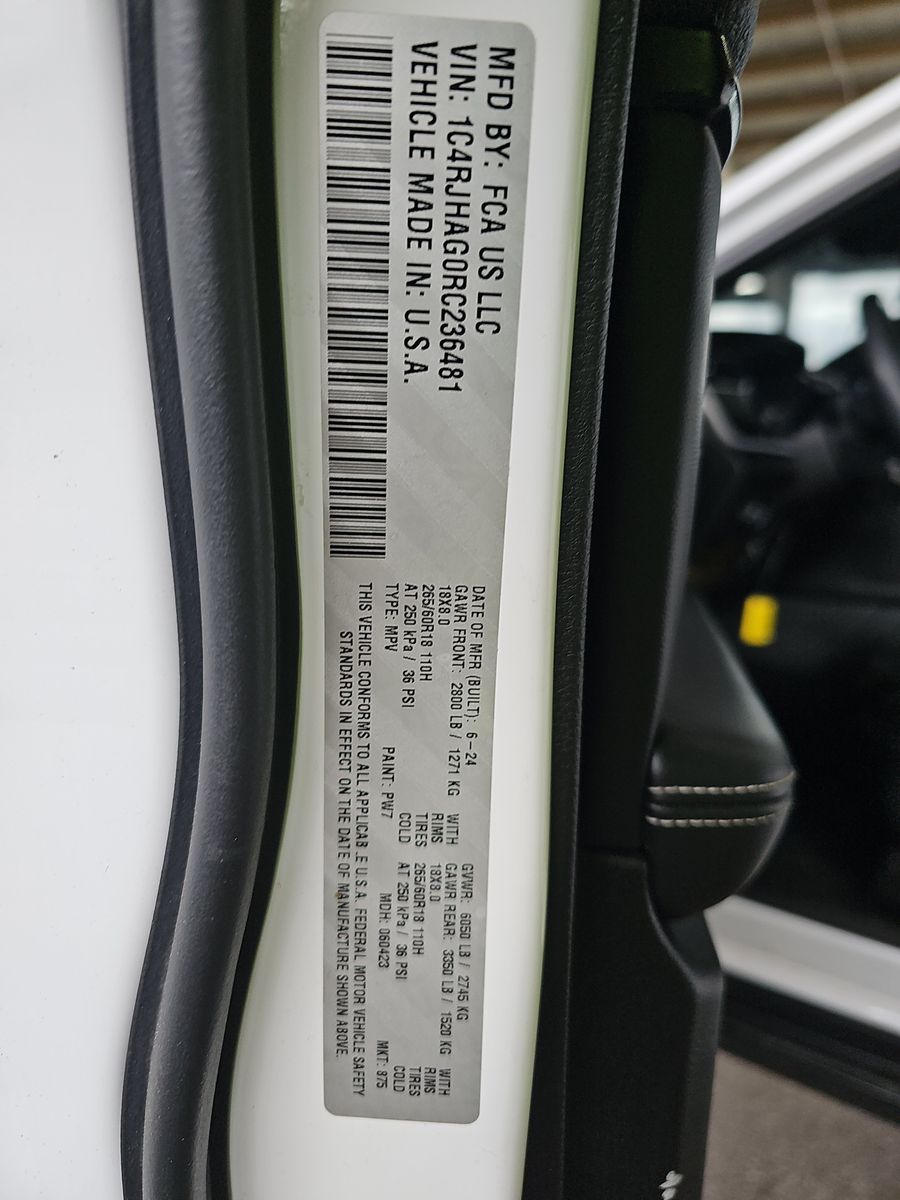 MFD BY: FCA US LLC
VIN: 1C4RJHAG0RC236481
VEHICLE MADE IN: U.S.A.
DATE OF MFR (BUILT): 6-24 GVWR: 6050 LB / 2745 KG
GAWR FRONT: 2800 LB / 1271 KG WITH GAWR REAR: 3350 LB / 1520 KG WITH
18X8.0 RIMS 18X8.0 RIMS
265/60R18 110H TIRES 265/60R18 110H TIRES
AT 250 kPa / 36 PSI COLD AT 250 kPa / 36 PSI COLD
TYPE: MPV PAINT: PW7 MDH: 060423 MKT: 875
THIS VEHICLE CONFORMS TO ALL APPLICAB.E U.S.A. FEDERAL MOTOR VEHICLE SAFETY
STANDARDS IN EFFECT ON THE DATE OF MANUFACTURE SHOWN ABOVE.